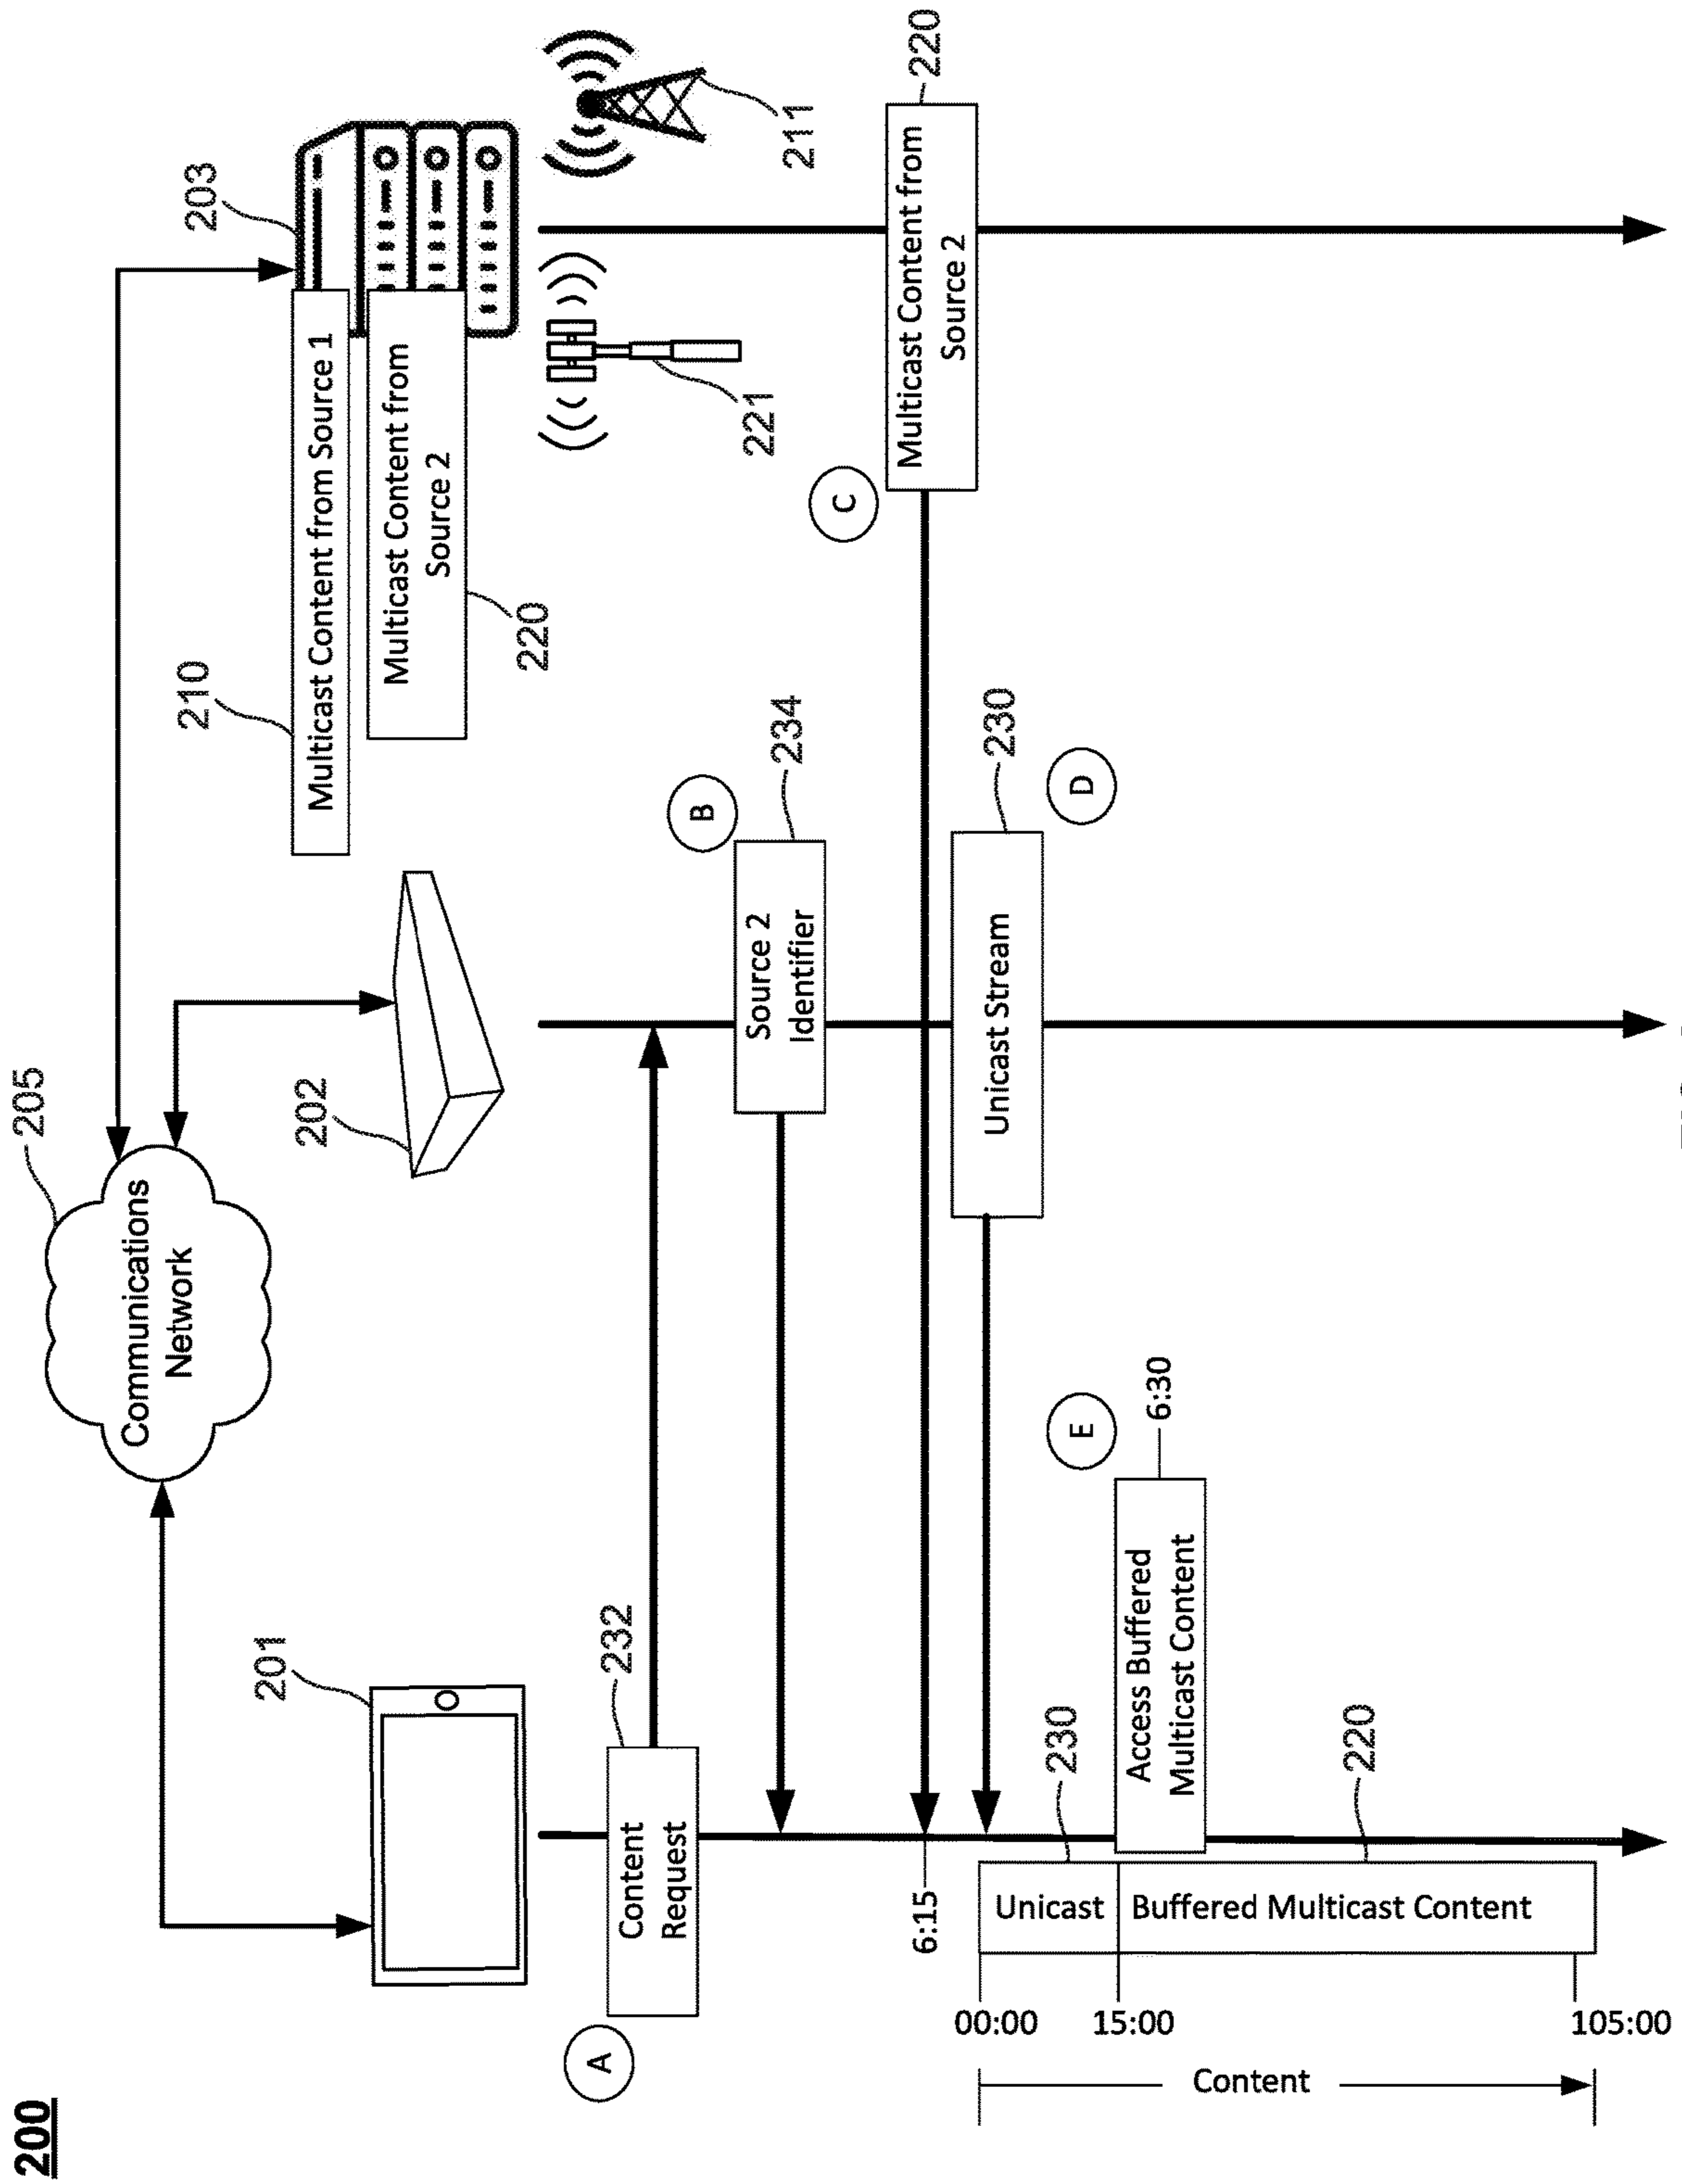 200
205
Communications
Network
203
201
202
210
Multicast Content from Source 1
Multicast Content from
Source 2
220
221
211
A
Content
Request
232
B
Source 2
Identifier
234
C
Multicast Content from
Source 2
220
6:15
Unicast Stream
230
D
E
Access Buffered
Multicast Content
6:30
230
220
Unicast
Buffered Multicast Content
00:00
15:00
105:00
Content